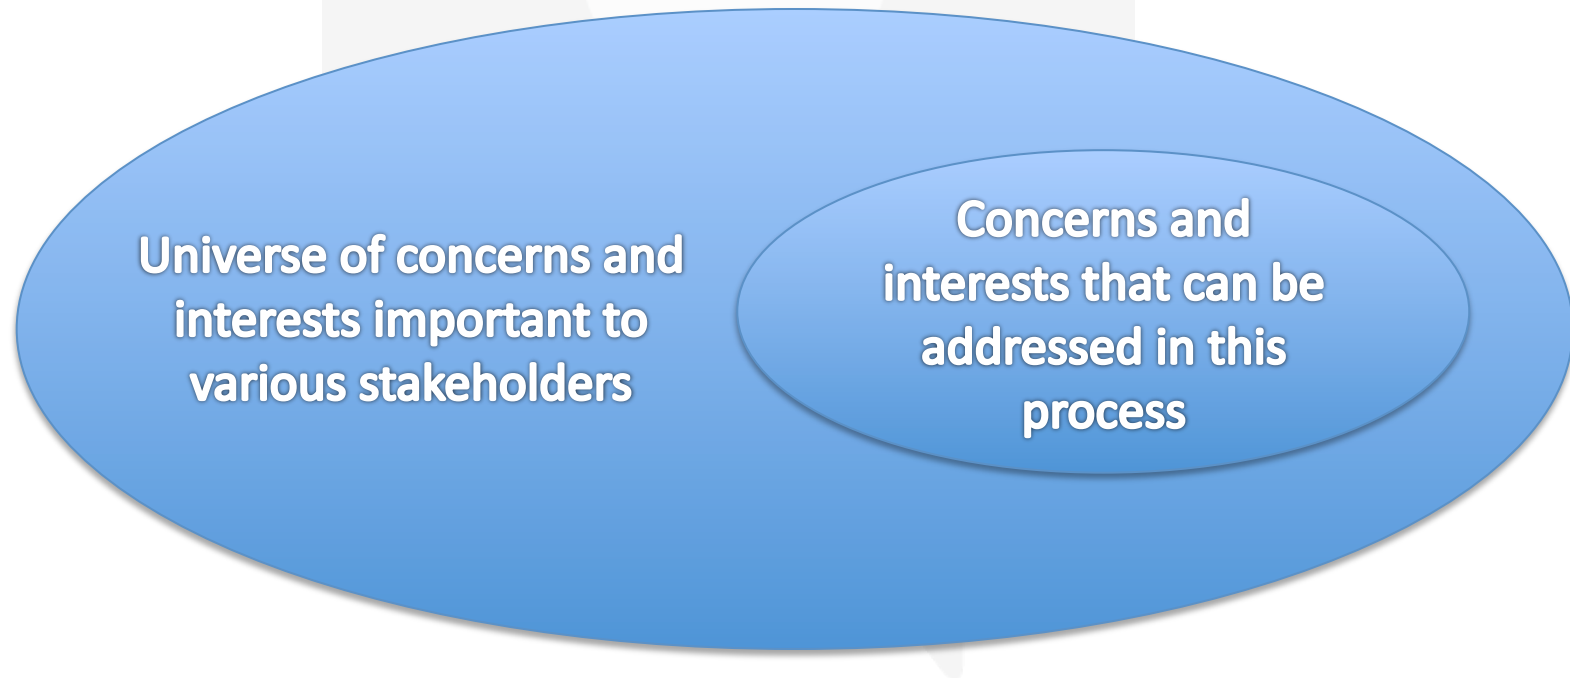 Universe of concerns and
interests important to
various stakeholders
Concerns and
interests that can be
addressed in this
process